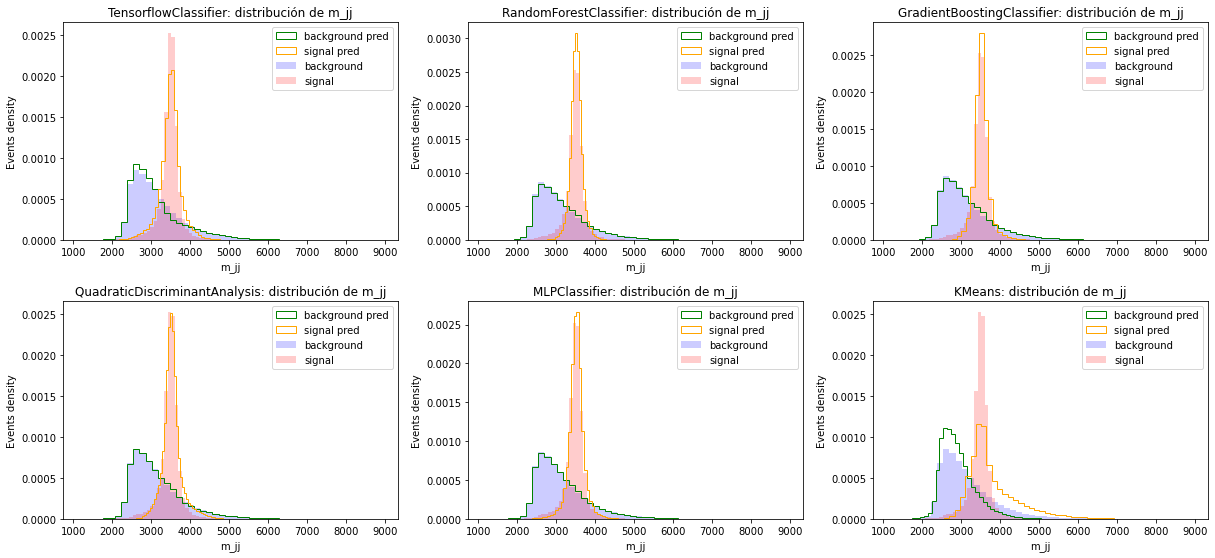 TensorflowClassifier: distribución de m_jj
Events density
0.0025
0.0020
0.0015
0.0010
0.0005
0.0000
background pred
signal pred
background
signal
1000 2000 3000 4000 5000 6000 7000 8000 9000
m_jj
RandomForestClassifier: distribución de m_jj
Events density
0.0030
0.0025
0.0020
0.0015
0.0010
0.0005
0.0000
background pred
signal pred
background
signal
1000 2000 3000 4000 5000 6000 7000 8000 9000
m_jj
GradientBoostingClassifier: distribución de m_jj
Events density
0.0025
0.0020
0.0015
0.0010
0.0005
0.0000
background pred
signal pred
background
signal
1000 2000 3000 4000 5000 6000 7000 8000 9000
m_jj
QuadraticDiscriminantAnalysis: distribución de m_jj
Events density
0.0025
0.0020
0.0015
0.0010
0.0005
0.0000
background pred
signal pred
background
signal
1000 2000 3000 4000 5000 6000 7000 8000 9000
m_jj
MLPClassifier: distribución de m_jj
Events density
0.0025
0.0020
0.0015
0.0010
0.0005
0.0000
background pred
signal pred
background
signal
1000 2000 3000 4000 5000 6000 7000 8000 9000
m_jj
KMeans: distribución de m_jj
Events density
0.0025
0.0020
0.0015
0.0010
0.0005
0.0000
background pred
signal pred
background
signal
1000 2000 3000 4000 5000 6000 7000 8000 9000
m_jj